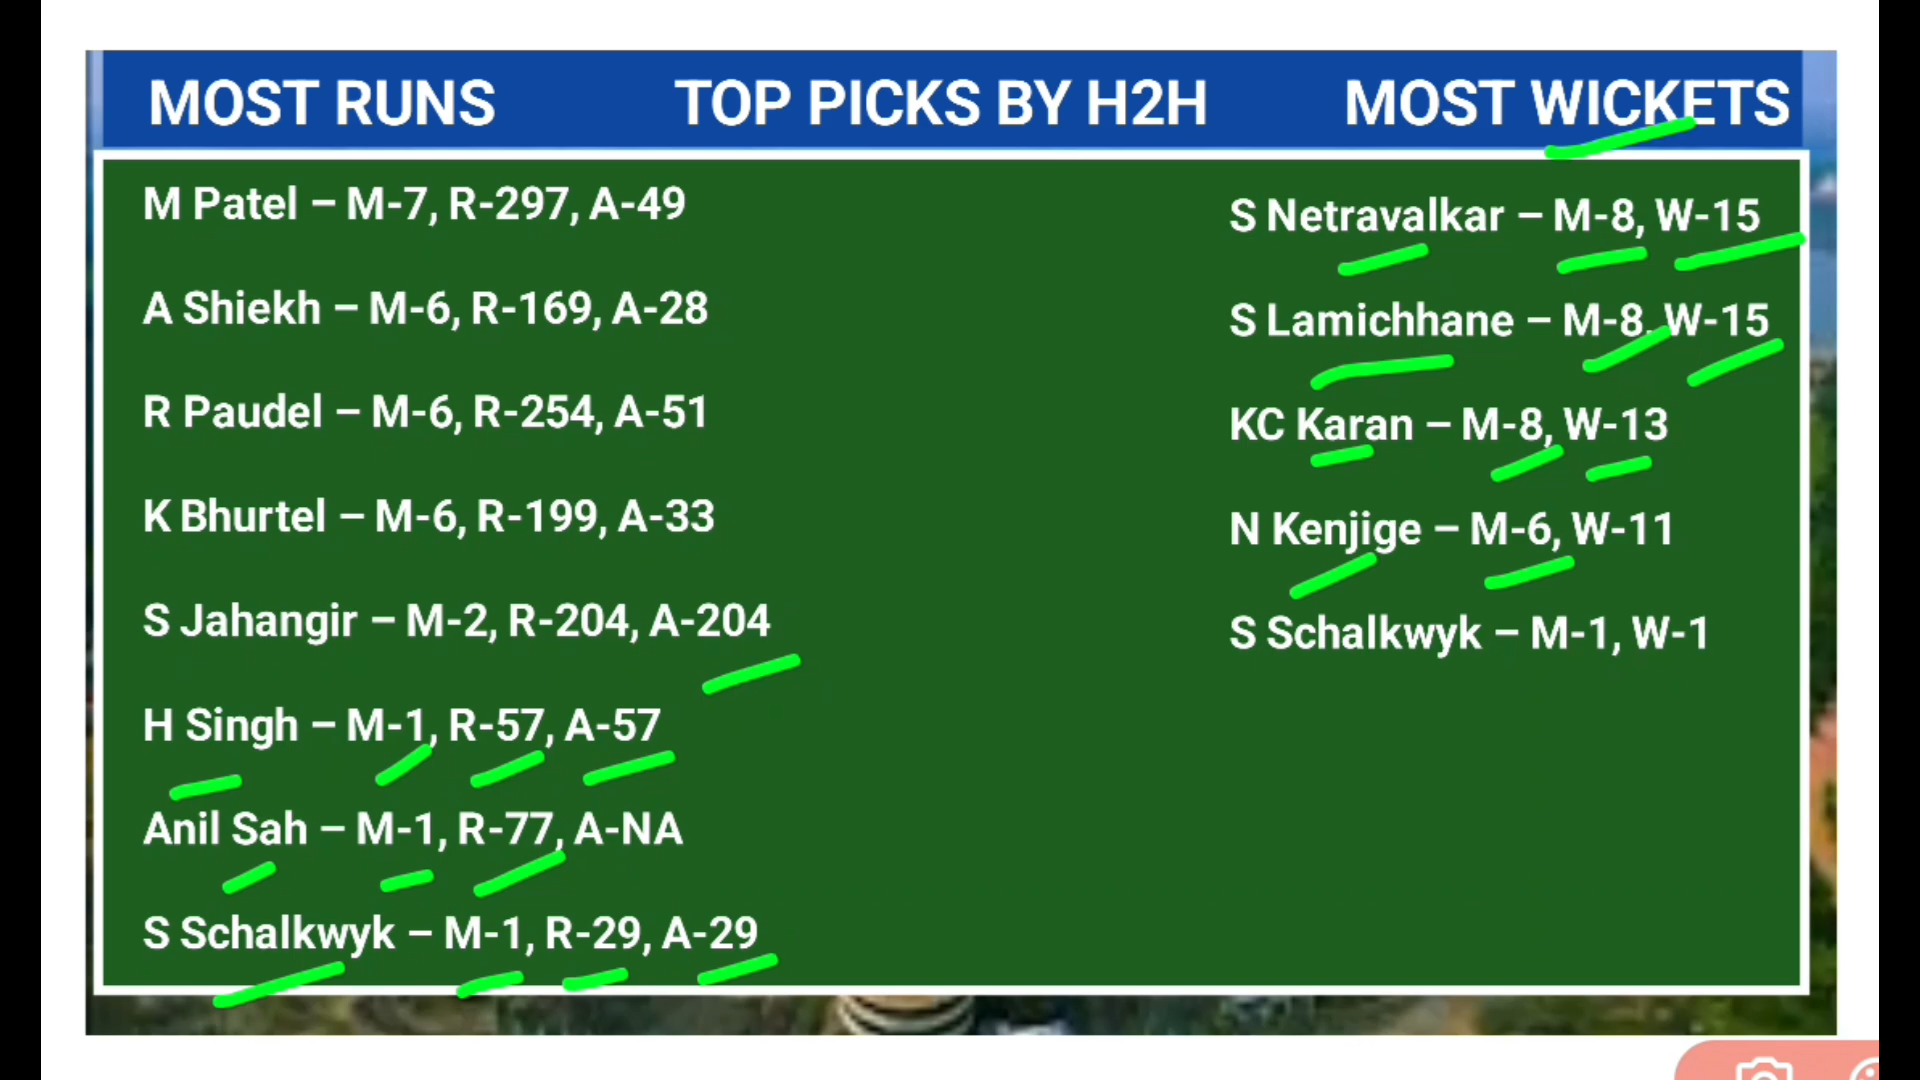 MOST RUNS TOP PICKS BY H2H MOST WICKETS
M Patel – M-7, R-297, A-49
A Shiekh – M-6, R-169, A-28
R Paudel – M-6, R-254, A-51
K Bhurtel – M-6, R-199, A-33
S Jahangir – M-2, R-204, A-204
H Singh – M-1, R-57, A-57
Anil Sah – M-1, R-77, A-NA
S Schalkwyk – M-1, R-29, A-29
S Netravalkar – M-8, W-15
S Lamichhane – M-8, W-15
KC Karan – M-8, W-13
N Kenjige – M-6, W-11
S Schalkwyk – M-1, W-1